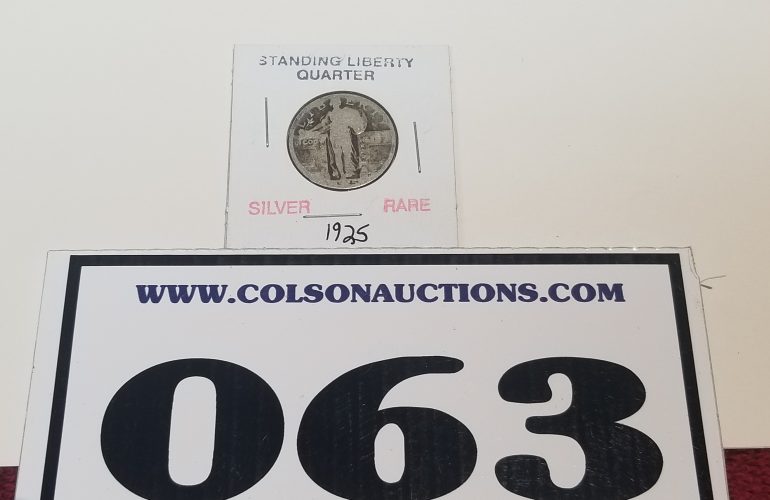 STANDING LIBERTY
QUARTER
SILVER RARE
1925
WWW.COLSONAUCTIONS.COM
063